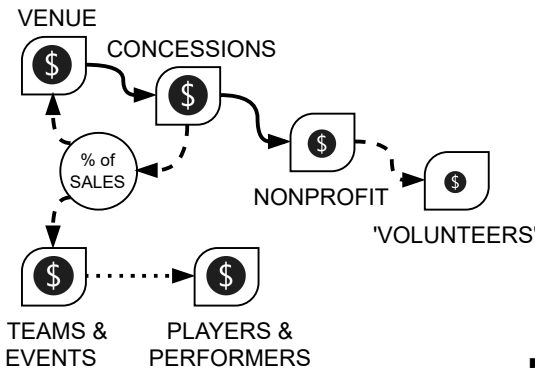 VENUE
$
CONCESSIONS
$
$
NONPROFIT
$
'VOLUNTEERS'
% of
SALES
$
$
TEAMS &
EVENTS
PLAYERS &
PERFORMERS